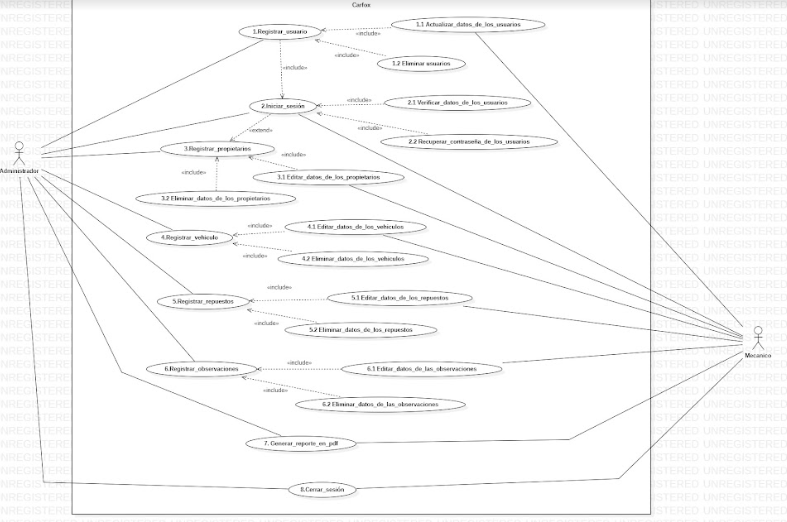 Carfox
1.Registrar_usuario
«include»
1.1 Actualizar_datos_de_los_usuarios
«include»
1.2 Eliminar usuarios
«include»
2.Iniciar_sesión
«include»
2.1 Verificar_datos_de_los_usuarios
«include»
2.2 Recuperar_contraseña_de_los_usuarios
«extend»
3.Registrar_propietarios
«include»
3.1 Editar_datos_de_los_propietarios
«include»
3.2 Eliminar_datos_de_los_propietarios
Administrador
4.Registrar_vehicule
«include»
4.1 Editar_datos_de_los_vehiculos
«include»
4.2 Eliminar_datos_de_los_vehiculos
5.Registrar_repuestos
«include»
5.1 Editar_datos_de_los_repuestos
«include»
5.2 Eliminar_datos_de_los_repuestos
Mecanico
6.Registrar_observaciones
«include»
6.1 Editar_datos_de_las_observaciones
«include»
6.2 Eliminar_datos_de_las_observaciones
7. Generar_reporte_en_pdf
8.Cerrar_sesión
UNREGISTERED